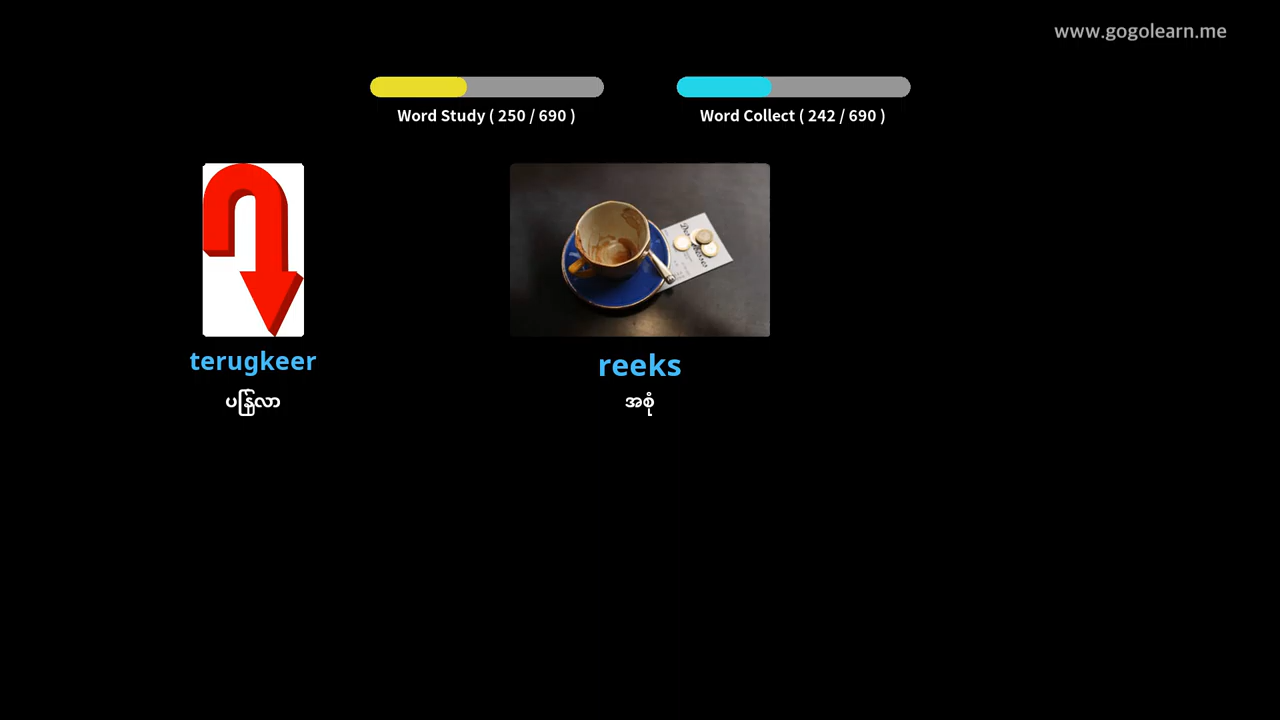 www.gogolearn.me
Word Study ( 250 / 690 )
Word Collect ( 242 / 690 )
terugkeer
ပြန်လာ
reeks
အစုံ